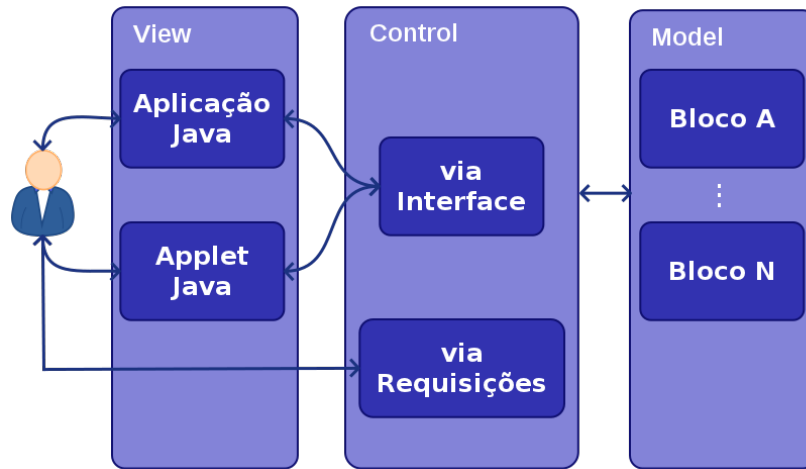 View
Aplicação
Java
Applet
Java
Control
via
Interface
via
Requisições
Model
Bloco A
⋮
Bloco N